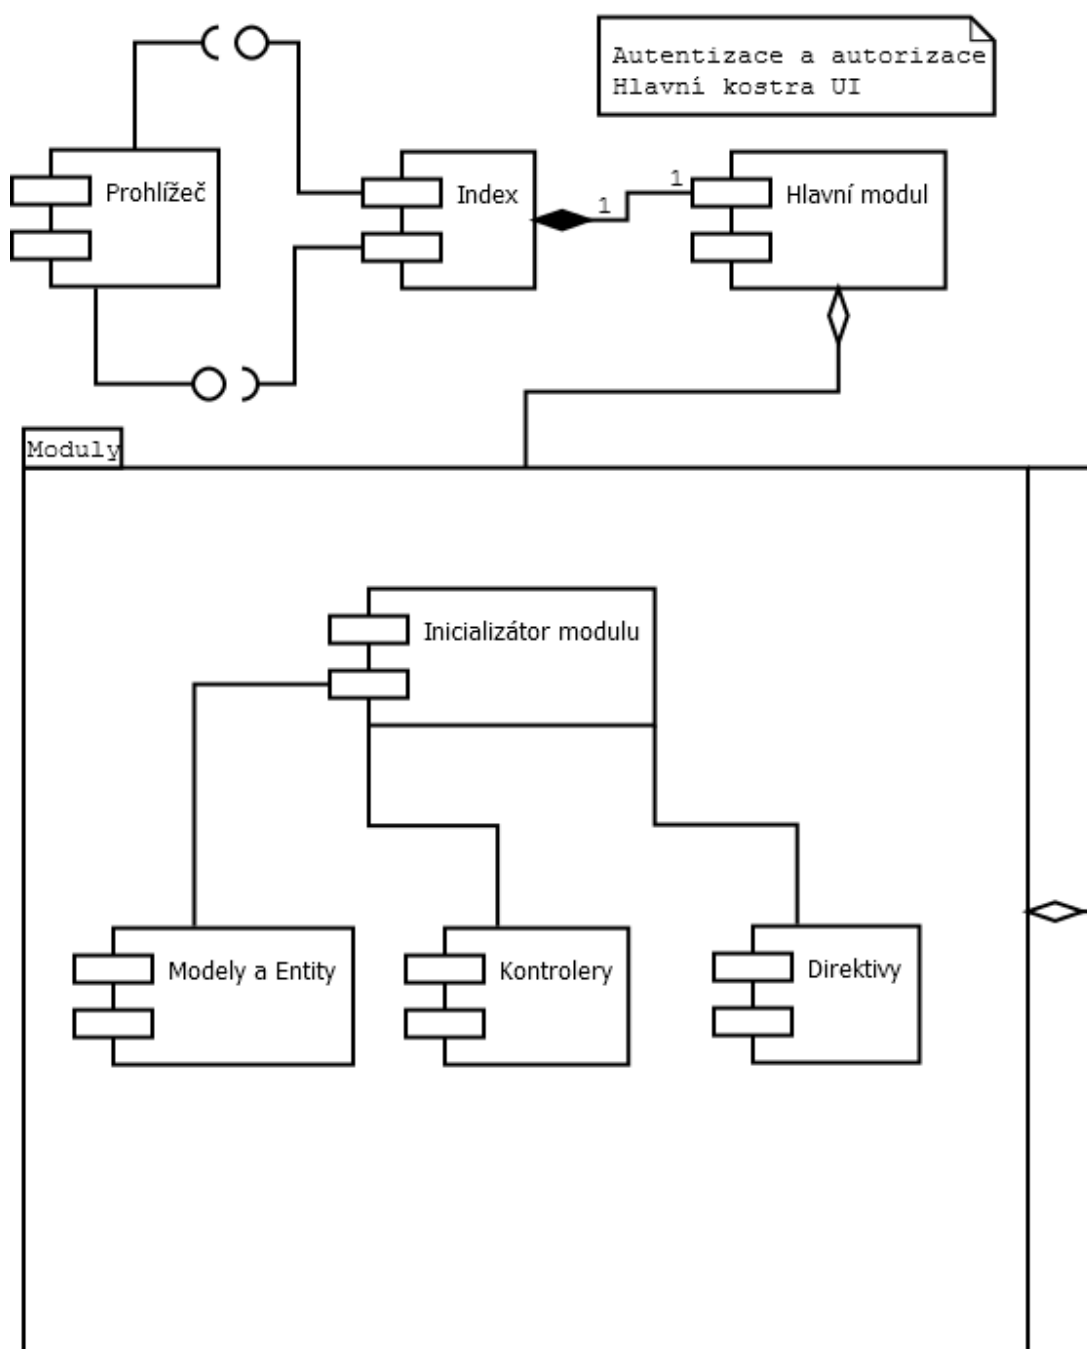 Autentizace a autorizace
Hlavní kostra UI
Prohlížeč
Index
1
1
Hlavní modul
Moduly
Inicializátor modulu
Modely a Entity
Kontrolery
Direktivy